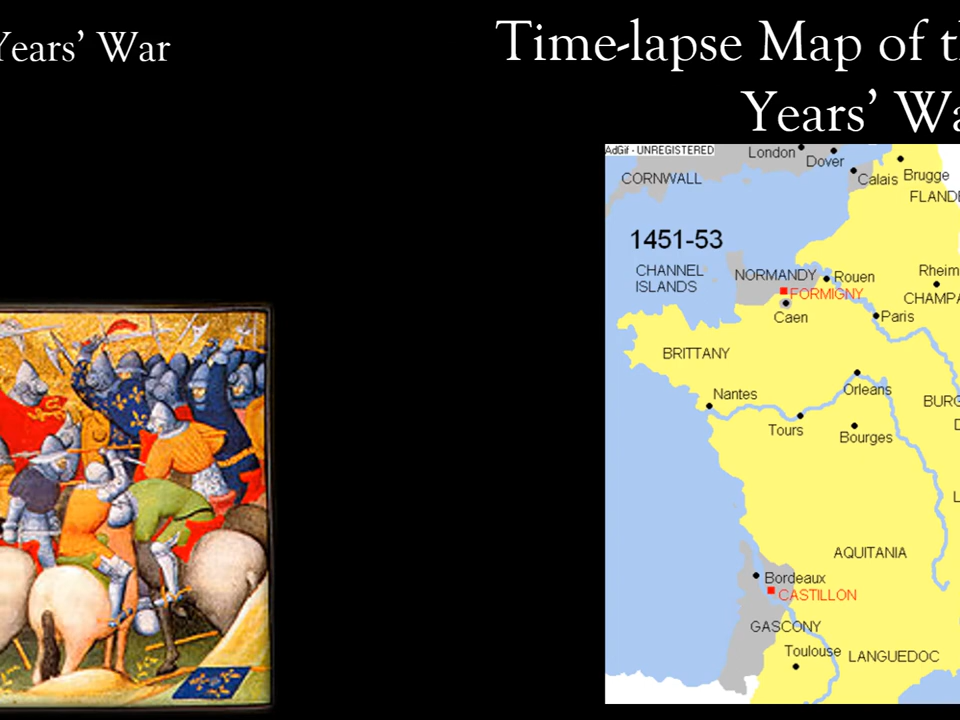 Years’ War
Time-lapse Map of th
Years’ Wa
AdGif - UNREGISTERED
London
Dover
CORNWALL
Calais
Brugge
FLANDE
1451-53
CHANNEL
ISLANDS
NORMANDY
Rouen
Rheim
FORMIGNY
CHAMPA
Caen
Paris
BRITTANY
Orleans
Nantes
BURG
Tours
Bourges
D
L
AQUITANIA
Bordeaux
CASTILLON
GASCONY
Toulouse
LANGUEDOC